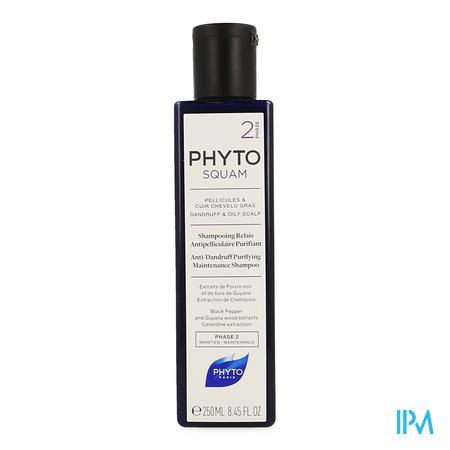 2 PHASE
PHYTO
SQUAM
PELLICULES &
CUIR CHEVELU GRAS
DANDRUFF & OILY SCALP
Shampooing Relais
Antipelliculaire Purifiant
Anti-Dandruff Purifying
Maintenance Shampoo
Extraits de Poivre noir
et de bois de Guyane
Extraction de Chélidoine
Black Pepper
and Guyana wood extracts
Celandine extraction
PHASE 2
MAINTIEN - MAINTENANCE
PHYTO
PARIS
℮ 250ML 8.45 FL.OZ.
IPM